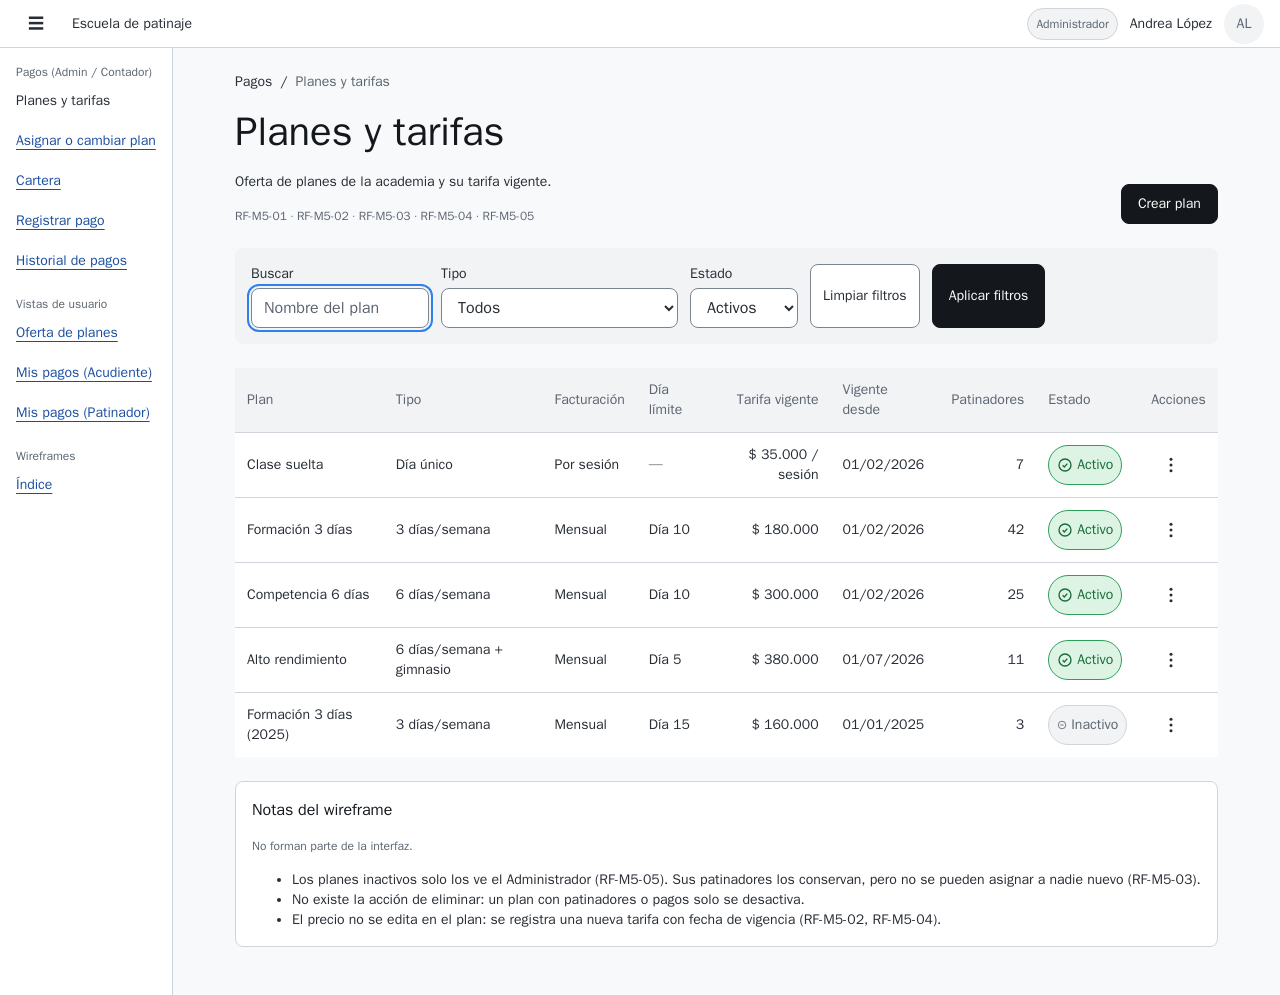 Escuela de patinaje
Administrador
Andrea López
AL
Pagos (Admin / Contador)
Planes y tarifas
Asignar o cambiar plan
Cartera
Registrar pago
Historial de pagos
Vistas de usuario
Oferta de planes
Mis pagos (Acudiente)
Mis pagos (Patinador)
Wireframes
Índice
Pagos / Planes y tarifas
Planes y tarifas
Oferta de planes de la academia y su tarifa vigente.
RF-M5-01 · RF-M5-02 · RF-M5-03 · RF-M5-04 · RF-M5-05
Crear plan
Buscar
Nombre del plan
Tipo
Todos
Estado
Activos
Limpiar filtros
Aplicar filtros
Plan Tipo Facturación Día límite Tarifa vigente Vigente desde Patinadores Estado Acciones
Clase suelta Día único Por sesión — $ 35.000 / sesión 01/02/2026 7 Activo
Formación 3 días 3 días/semana Mensual Día 10 $ 180.000 01/02/2026 42 Activo
Competencia 6 días 6 días/semana Mensual Día 10 $ 300.000 01/02/2026 25 Activo
Alto rendimiento 6 días/semana + gimnasio Mensual Día 5 $ 380.000 01/07/2026 11 Activo
Formación 3 días (2025) 3 días/semana Mensual Día 15 $ 160.000 01/01/2025 3 Inactivo
Notas del wireframe
No forman parte de la interfaz.
• Los planes inactivos solo los ve el Administrador (RF-M5-05). Sus patinadores los conservan, pero no se pueden asignar a nadie nuevo (RF-M5-03).
• No existe la acción de eliminar: un plan con patinadores o pagos solo se desactiva.
• El precio no se edita en el plan: se registra una nueva tarifa con fecha de vigencia (RF-M5-02, RF-M5-04).